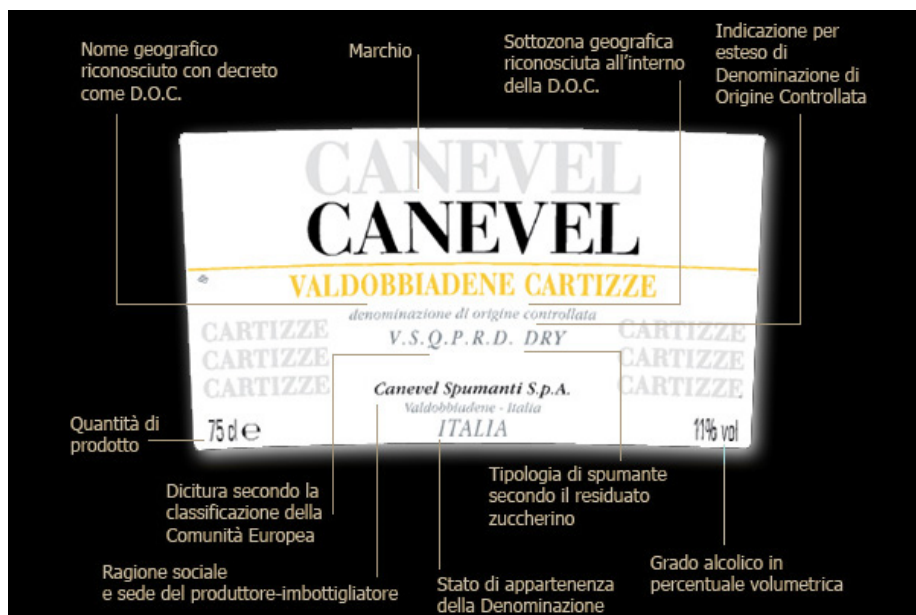 Nome geografico
riconosciuto con decreto
come D.O.C.
Marchio
Sottozona geografica
riconosciuta all'interno
della D.O.C.
Indicazione per
esteso di
Denominazione di
Origine Controllata
CANEVEL
CANEVEL
VALDOBBIADENE CARTIZZE
denominazione di origine controllata
V.S.Q.P.R.D. DRY
CARTIZZE
CARTIZZE
CARTIZZE
CARTIZZE
CARTIZZE
CARTIZZE
Canevel Spumanti S.p.A.
Valdobbiadene - Italia
ITALIA
75 cl e
11% vol
Quantità di
prodotto
Dicitura secondo la
classificazione della
Comunità Europea
Tipologia di spumante
secondo il residuato
zuccherino
Ragione sociale
e sede del produttore-imbottigliatore
Stato di appartenenza
della Denominazione
Grado alcolico in
percentuale volumetrica